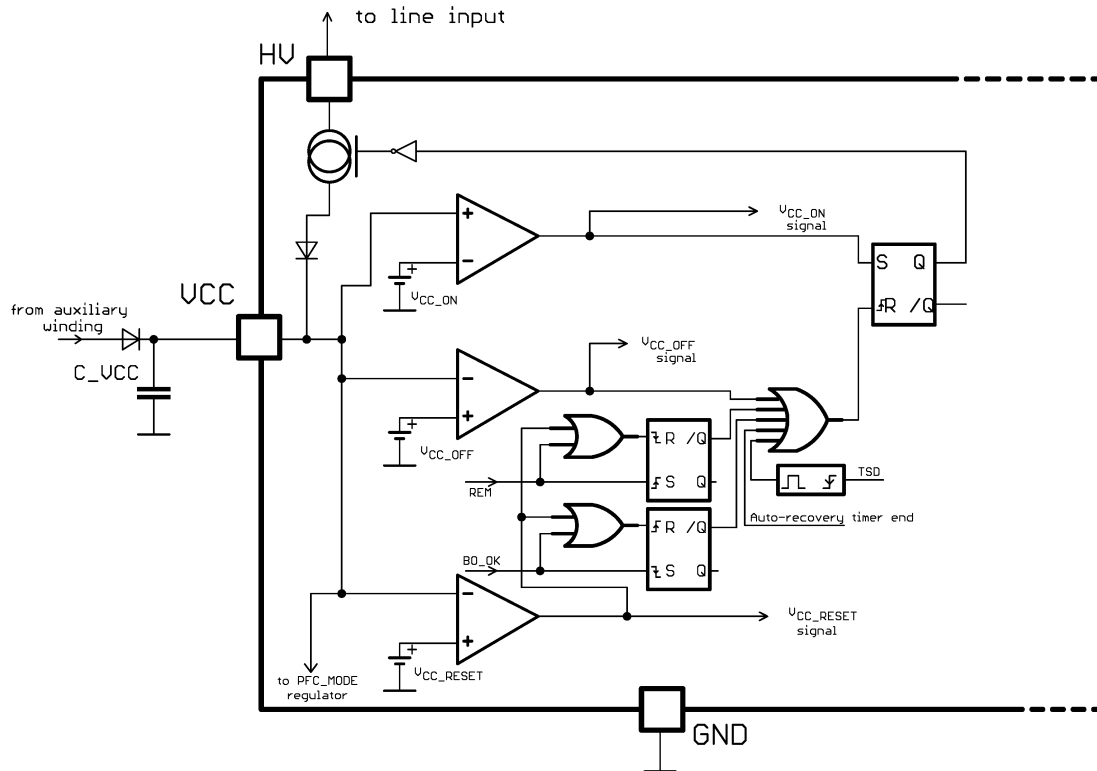 to line input
HV
VCC_ON
signal
S Q
R /Q
VCC
from auxiliary
winding
C_VCC
+
-
+
VCC_ON
VCC_OFF
signal
-
+
+
VCC_OFF
R /Q
S Q
REM
TSD
Auto-recovery timer end
R /Q
S Q
BO_OK
-
+
+
VCC_RESET
VCC_RESET
signal
to PFC_MODE
regulator
GND